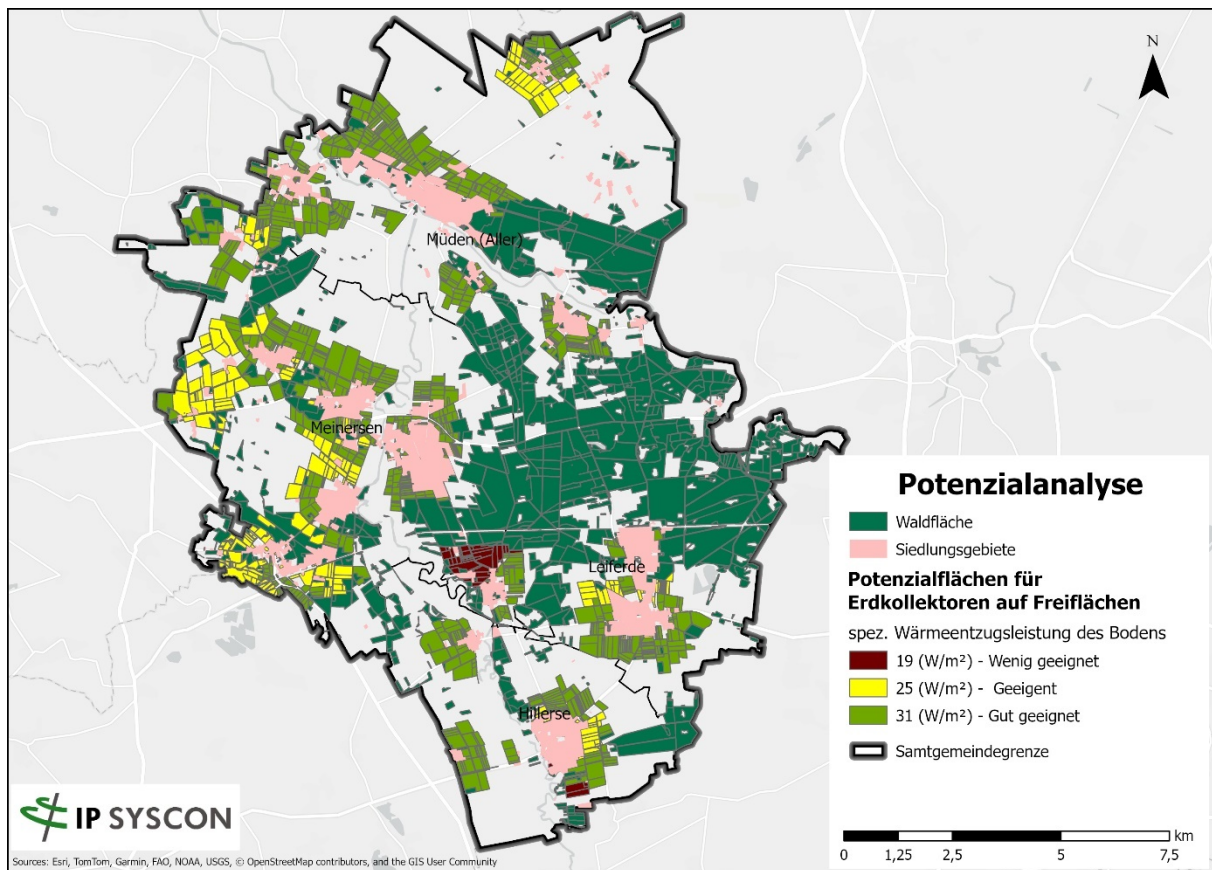 N
Müden (Aller)
Meinersen
Leiferde
Hillerse
Potenzialanalyse
Waldfläche
Siedlungsgebiete
Potenzialflächen für
Erdkollektoren auf Freiflächen
spez. Wärmeentzugsleistung des Bodens
19 (W/m²) - Wenig geeignet
25 (W/m²) - Geeigent
31 (W/m²) - Gut geeignet
Samtgemeindegrenze
km
0 1,25 2,5 5 7,5
IP SYSCON
Sources: Esri, TomTom, Garmin, FAO, NOAA, USGS, © OpenStreetMap contributors, and the GIS User Community